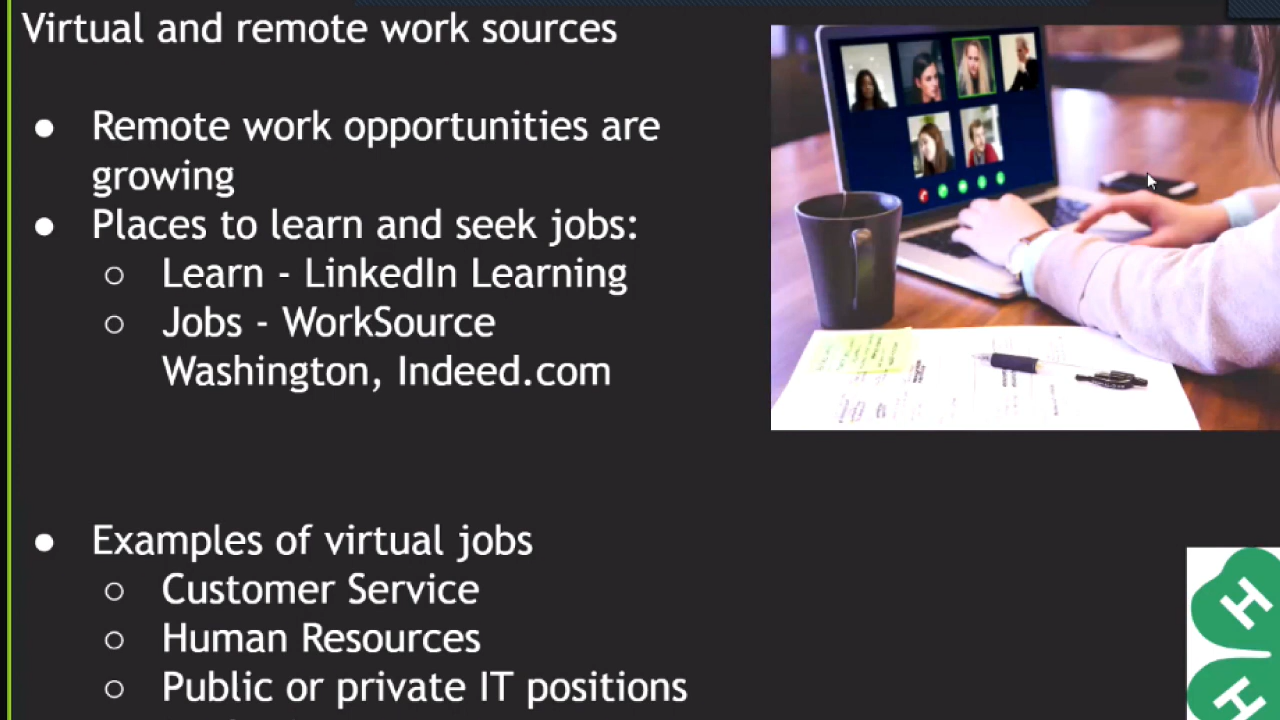 Virtual and remote work sources
● Remote work opportunities are
growing
● Places to learn and seek jobs:
○ Learn - LinkedIn Learning
○ Jobs - WorkSource
Washington, Indeed.com
● Examples of virtual jobs
○ Customer Service
○ Human Resources
○ Public or private IT positions
H
H